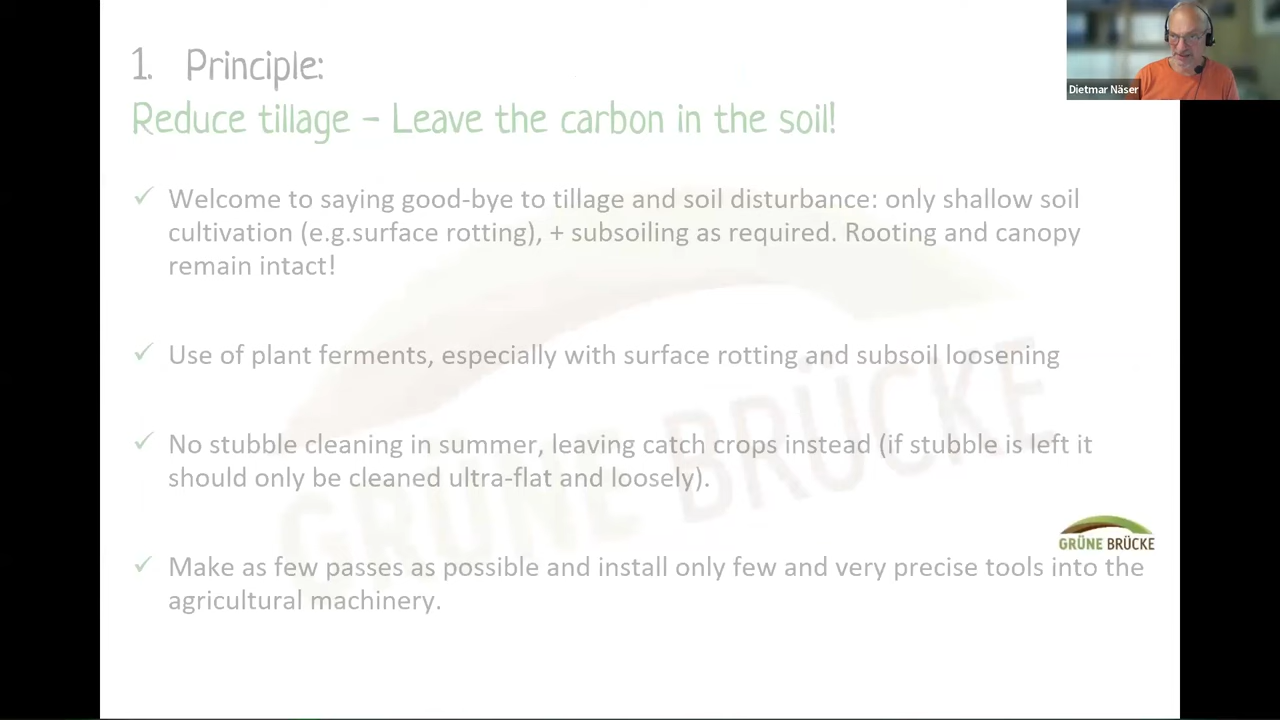 1. Principle:
Reduce tillage – Leave the carbon in the soil!
Dietmar Näser
✓ Welcome to saying good-bye to tillage and soil disturbance: only shallow soil
cultivation (e.g.surface rotting), + subsoiling as required. Rooting and canopy
remain intact!
✓ Use of plant ferments, especially with surface rotting and subsoil loosening
✓ No stubble cleaning in summer, leaving catch crops instead (if stubble is left it
should only be cleaned ultra-flat and loosely).
GRÜNE BRÜCKE
GRÜNE BRÜCKE
✓ Make as few passes as possible and install only few and very precise tools into the
agricultural machinery.